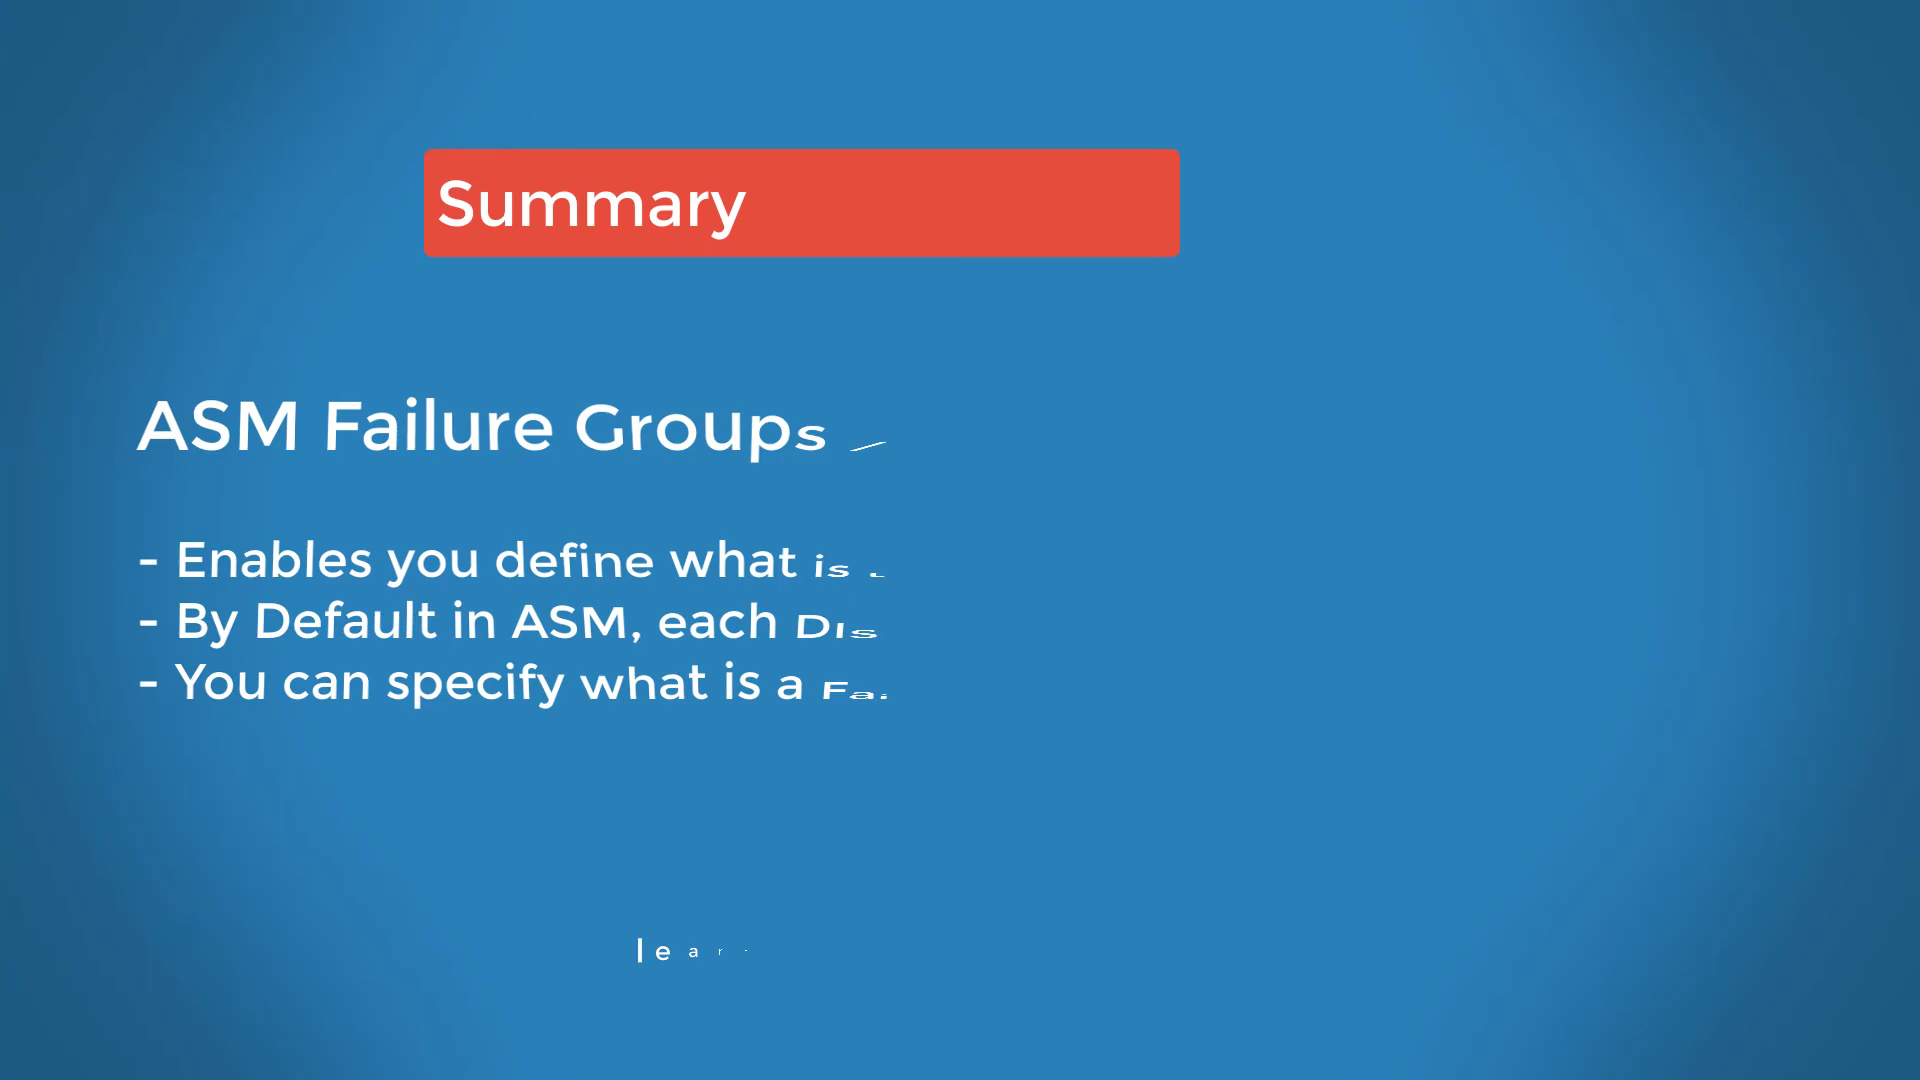 Summary
ASM Failure Groups
- Enables you define what is
- By Default in ASM, each
- You can specify what is a